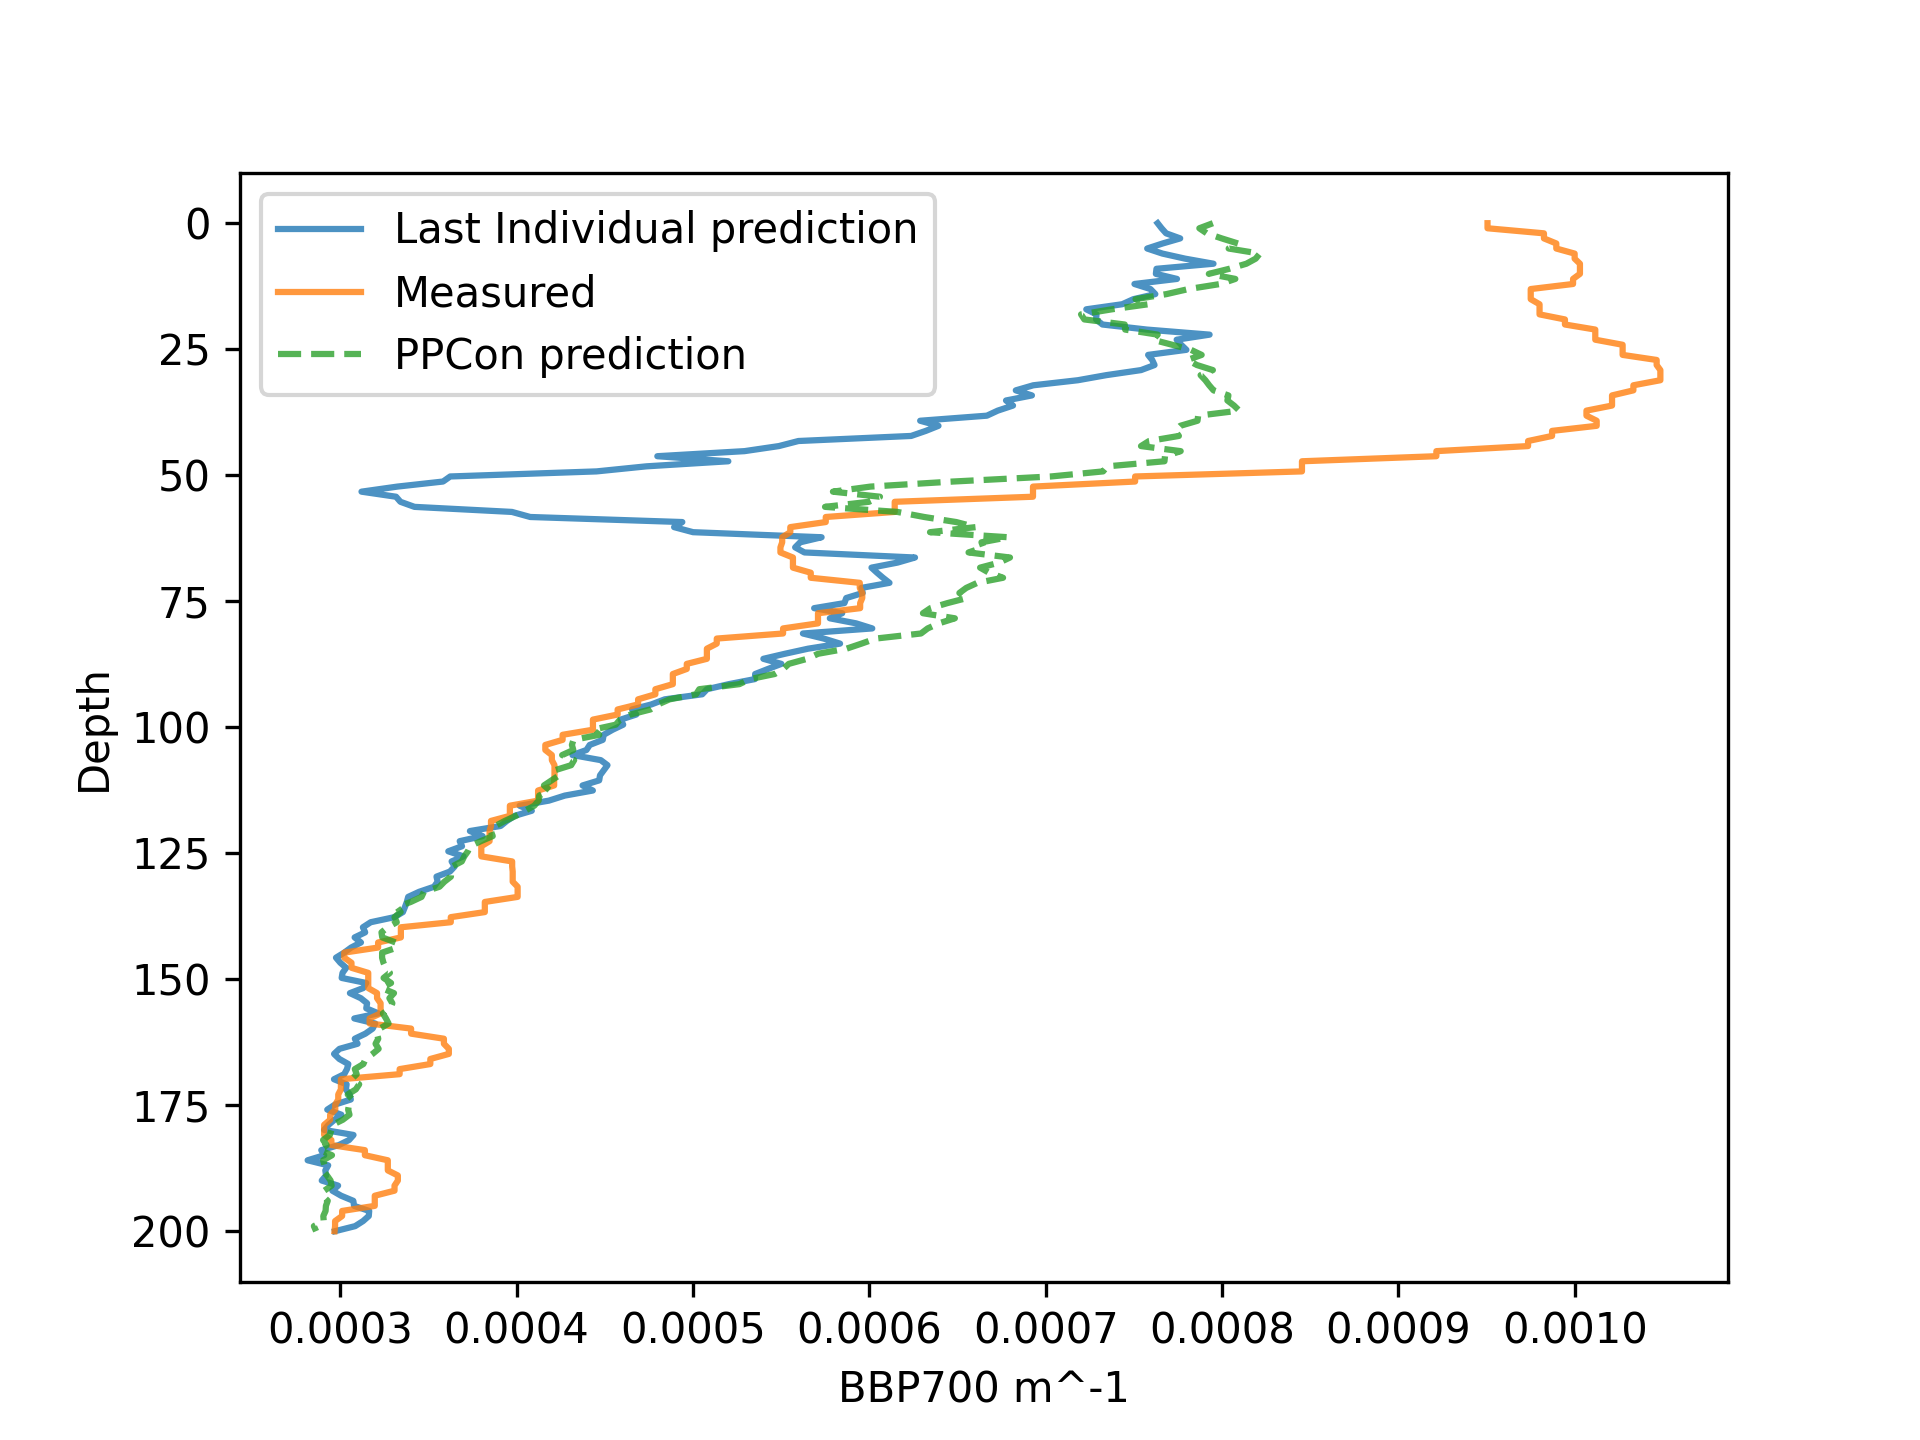 Last Individual prediction
Measured
PPCon prediction
Depth
0
25
50
75
100
125
150
175
200
0.0003 0.0004 0.0005 0.0006 0.0007 0.0008 0.0009 0.0010
BBP700 m^-1